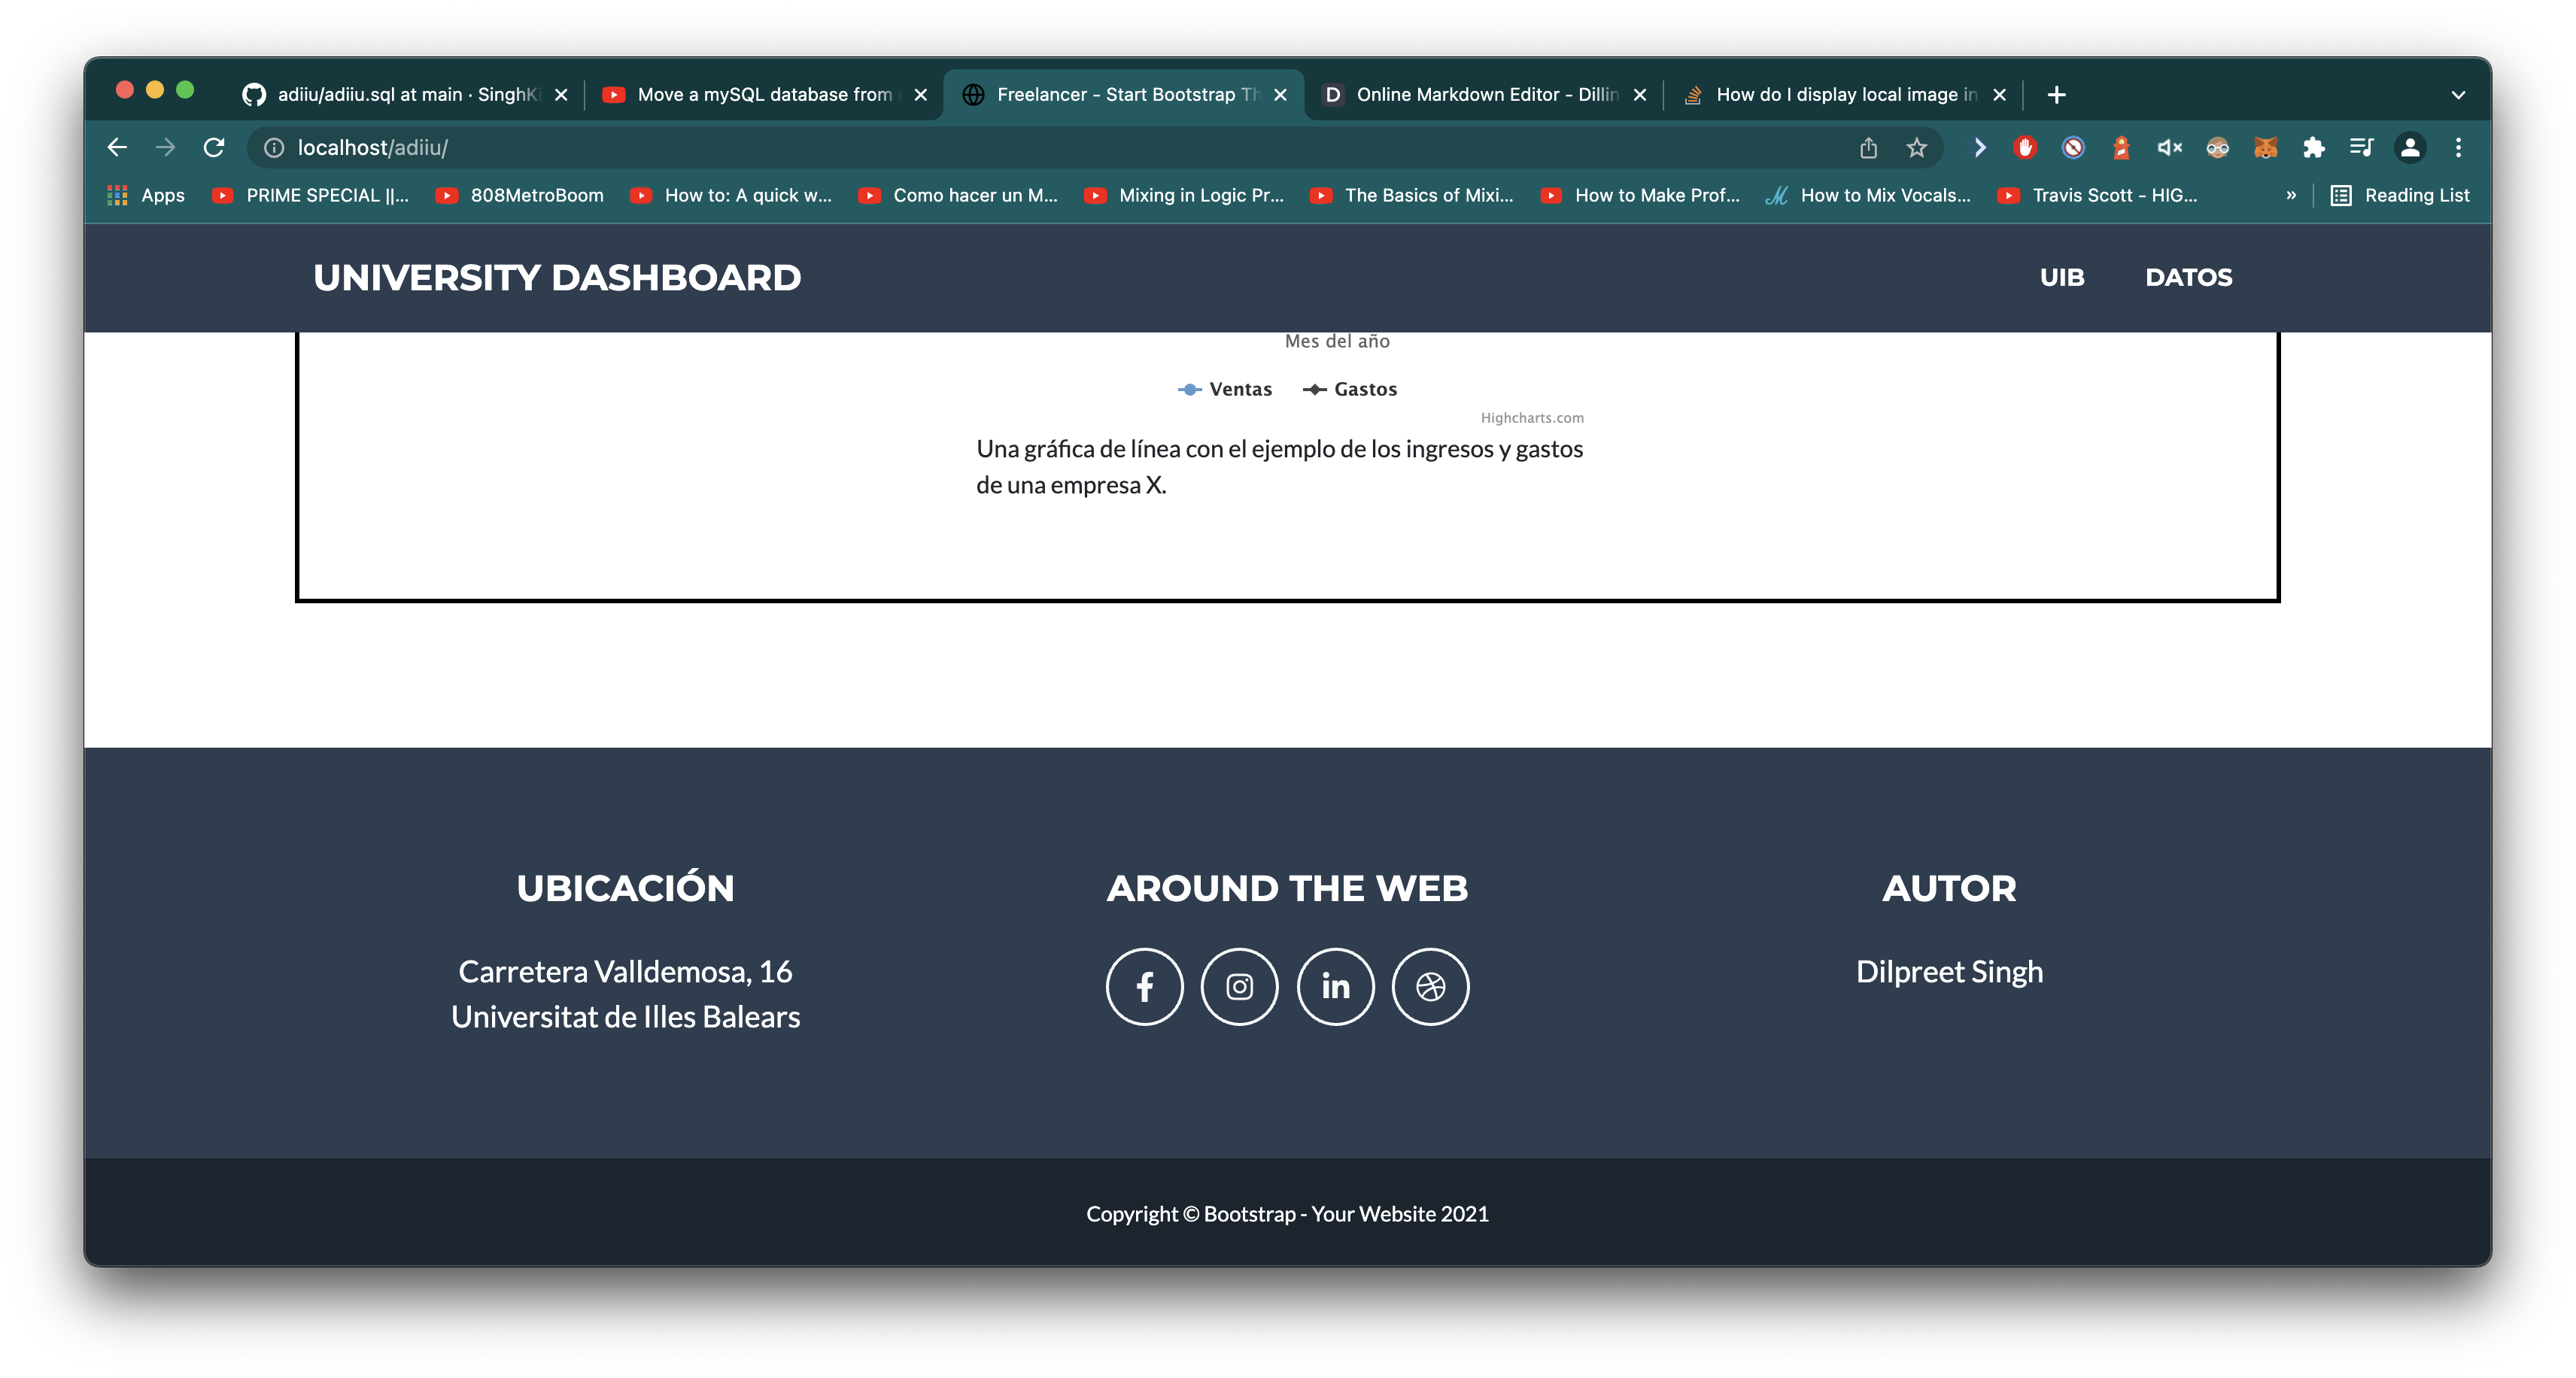 adiiu/adiiu.sql at main · SinghKi
Move a mySQL database from
Freelancer - Start Bootstrap Th
D Online Markdown Editor - Dillin
How do I display local image in
localhost/adiiu/
Apps
PRIME SPECIAL ||...
808MetroBoom
How to: A quick w...
Como hacer un M...
Mixing in Logic Pr...
The Basics of Mixi...
How to Make Prof...
How to Mix Vocals...
Travis Scott - HIG...
»
Reading List
UNIVERSITY DASHBOARD
UIB
DATOS
Mes del año
Ventas
Gastos
Highcharts.com
Una gráfica de línea con el ejemplo de los ingresos y gastos
de una empresa X.
UBICACIÓN
Carretera Valldemosa, 16
Universitat de Illes Balears
AROUND THE WEB
AUTOR
Dilpreet Singh
Copyright © Bootstrap - Your Website 2021